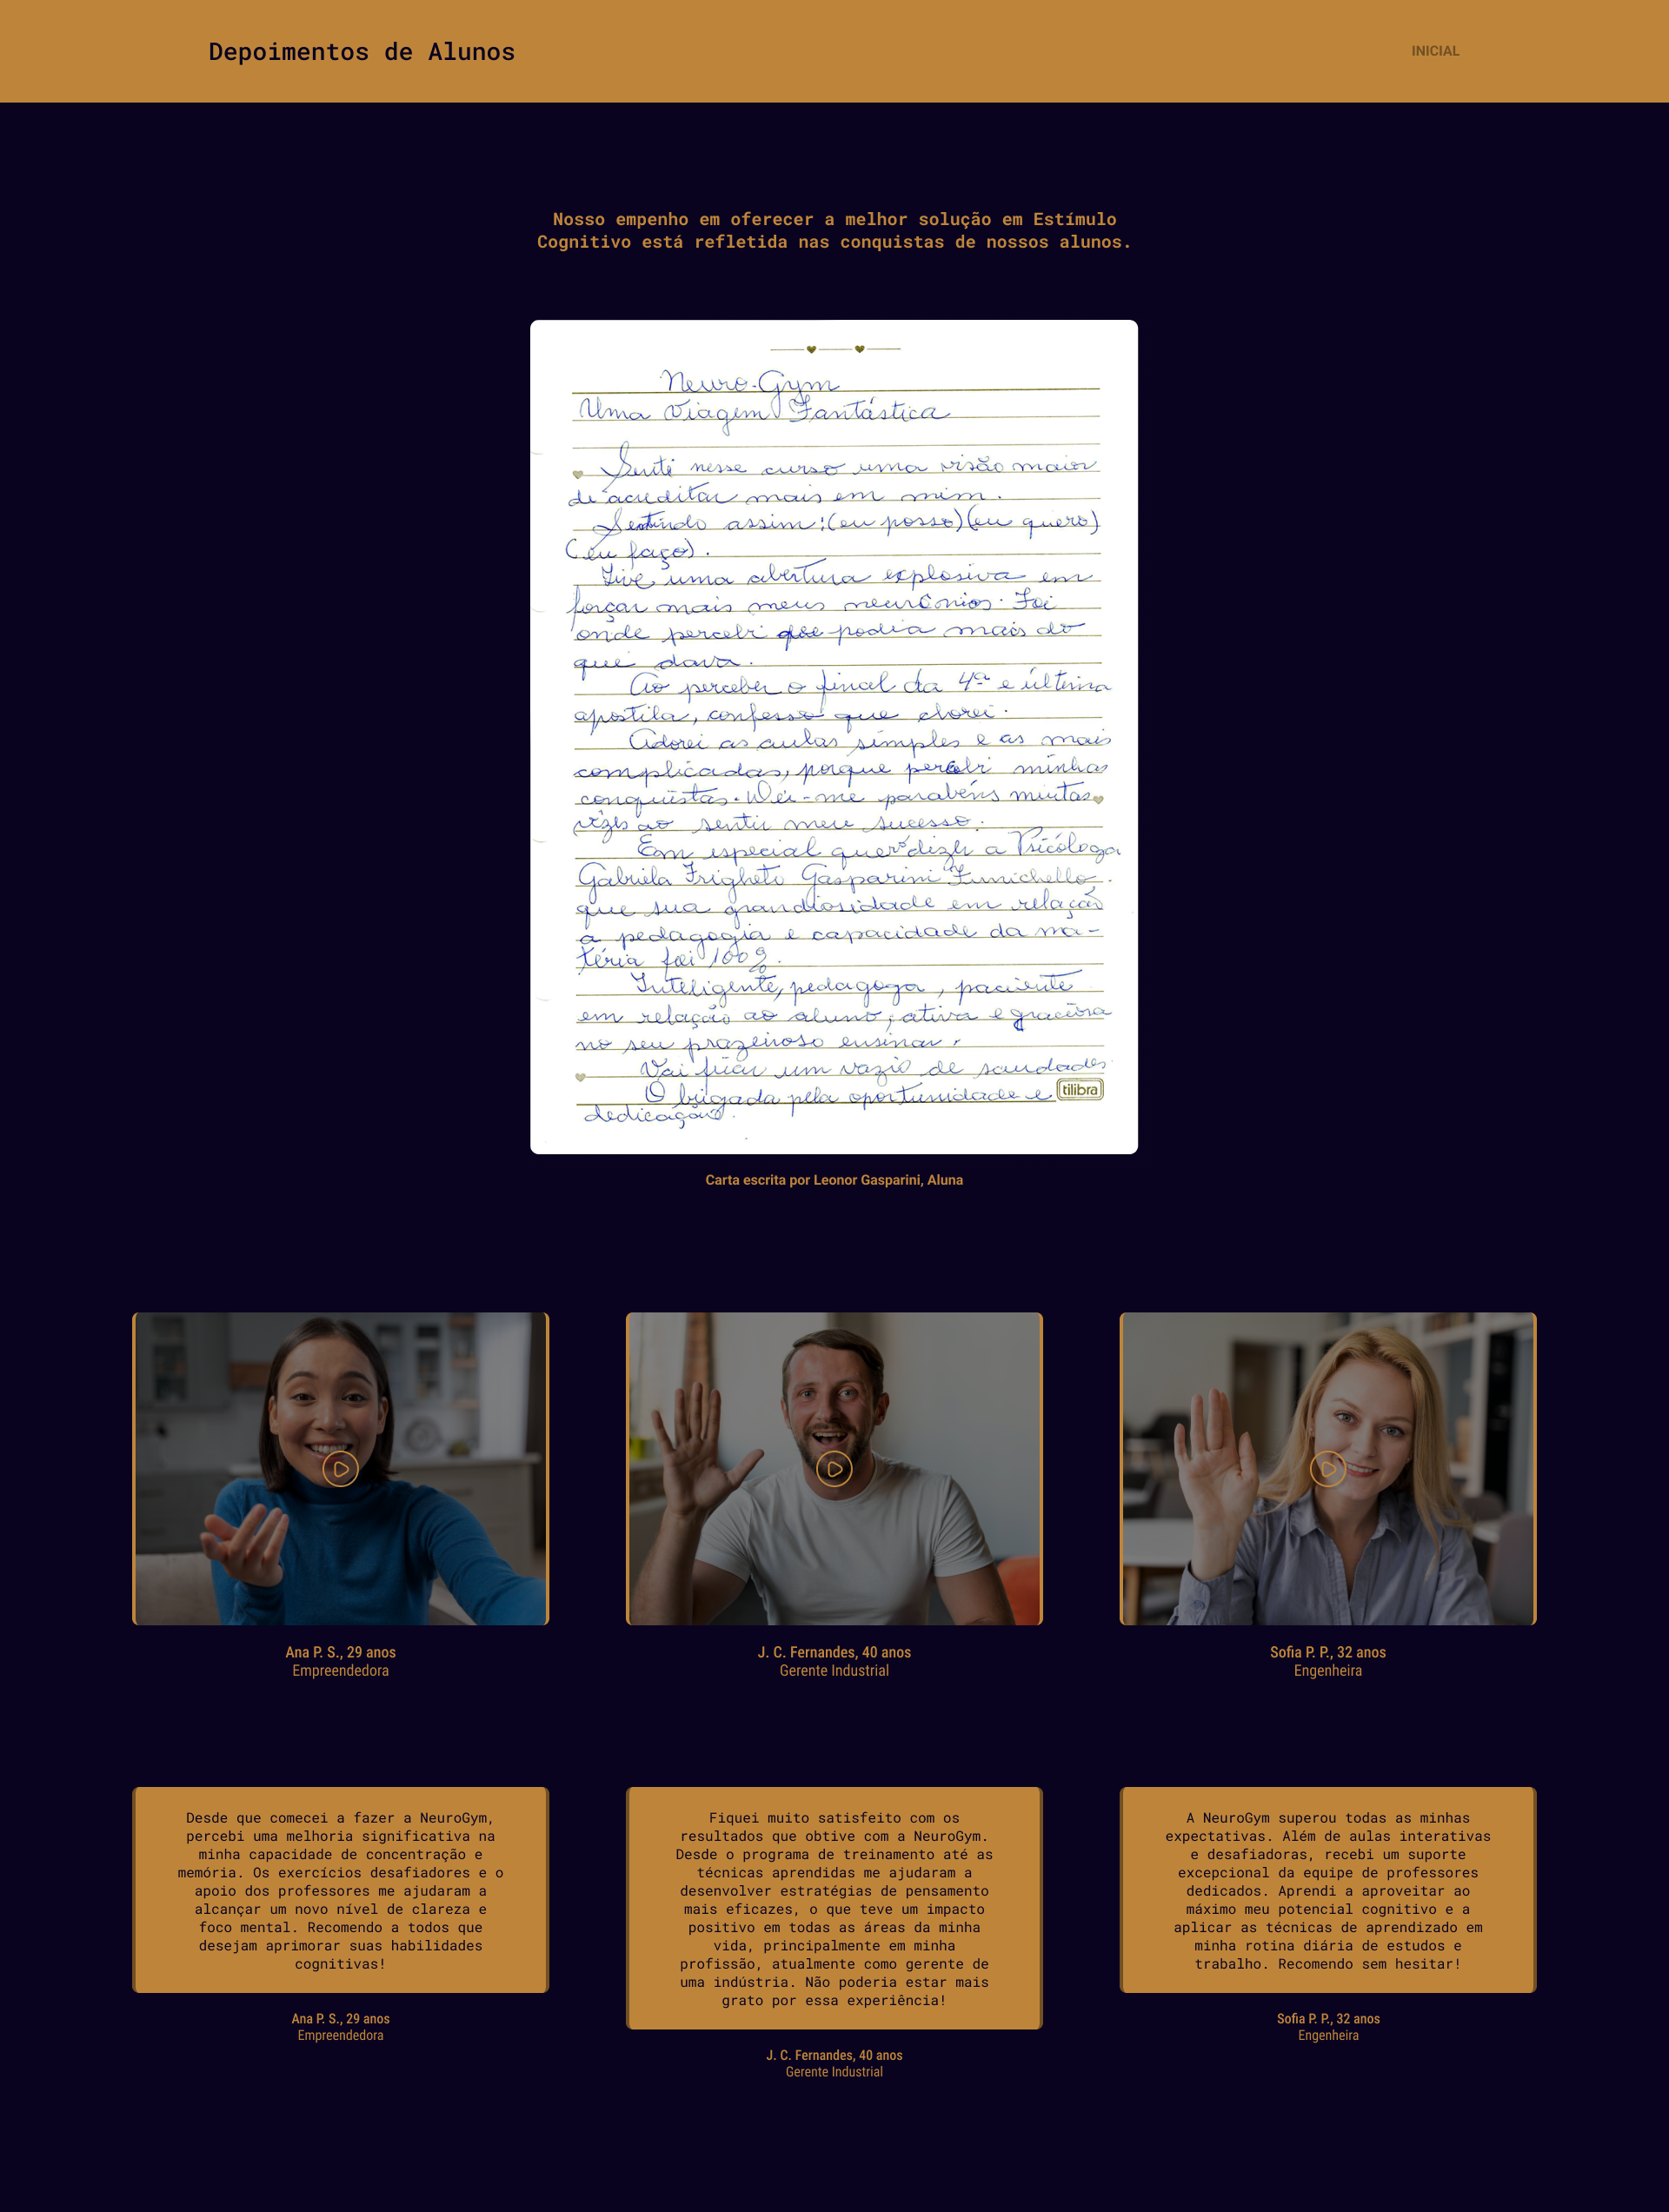 Depoimentos de Alunos
INICIAL
Nosso empenho em oferecer a melhor solução em Estímulo
Cognitivo está refletida nas conquistas de nossos alunos.
Neuro-Gym
Uma Viagem Fantástica
Senti nesse curso uma visão maior
de acreditar mais em mim.
Sentindo assim: (eu posso) (eu quero)
(eu faço).
Tive, uma abertura explosiva em
forçar mais meus neurônios. Foi
onde percebi que podia mais do
que dava.
Ao perceber o final da 4ª e última
apostila, confesso que chorei.
Adorei as aulas simples e as mais
complicadas, porque percebi minhas
conquistas. Dei-me parabéns muitas
vezes ao sentir meu sucesso.
Em especial quero dizer a Psicóloga
Gabriela Frigheto Gasparini
que sua grandiosidade em relação
a pedagogia e capacidade da ma-
téria foi 100%.
Inteligente, pedagoga, paciente
em relação ao aluno, ativa e graciosa
no seu prazeiroso ensinar.
Vai ficar um vazio de saudades
Obrigada pela oportunidade e
tilibra
dedicação.
Carta escrita por Leonor Gasparini, Aluna
Ana P. S., 29 anos
Empreendedora
J. C. Fernandes, 40 anos
Gerente Industrial
Sofia P. P., 32 anos
Engenheira
Desde que comecei a fazer a NeuroGym,
percebi uma melhoria significativa na
minha capacidade de concentração e
memória. Os exercícios desafiadores e o
apoio dos professores me ajudaram a
alcançar um novo nível de clareza e
foco mental. Recomendo a todos que
desejam aprimorar suas habilidades
cognitivas!
Ana P. S., 29 anos
Empreendedora
Fiquei muito satisfeito com os
resultados que obtive com a NeuroGym.
Desde o programa de treinamento até as
técnicas aprendidas me ajudaram a
desenvolver estratégias de pensamento
mais eficazes, o que teve um impacto
positivo em todas as áreas da minha
vida, principalmente em minha
profissão, atualmente como gerente de
uma indústria. Não poderia estar mais
grato por essa experiência!
J. C. Fernandes, 40 anos
Gerente Industrial
A NeuroGym superou todas as minhas
expectativas. Além de aulas interativas
e desafiadoras, recebi um suporte
excepcional da equipe de professores
dedicados. Aprendi a aproveitar ao
máximo meu potencial cognitivo e a
aplicar as técnicas de aprendizado em
minha rotina diária de estudos e
trabalho. Recomendo sem hesitar!
Sofia P. P., 32 anos
Engenheira